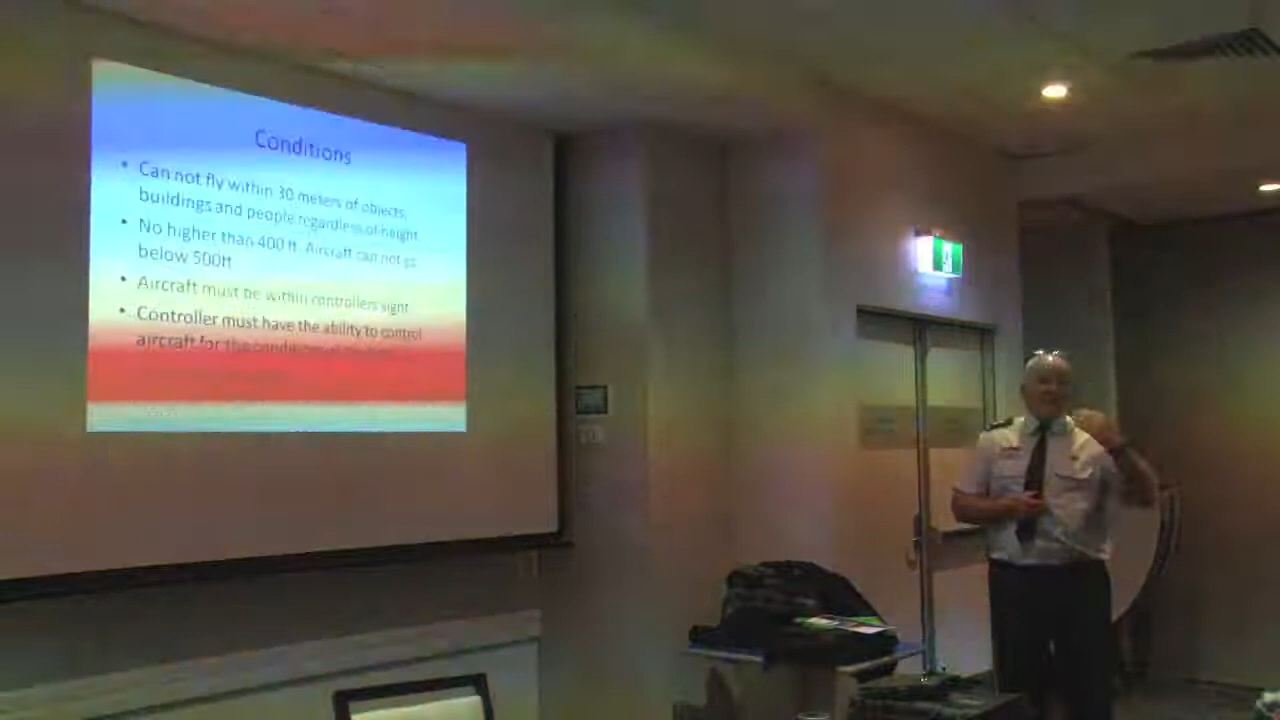 Conditions
• Can not fly within 30 meters of objects,
buildings and people regardless of height
• No higher than 400 ft. Aircraft can not go
below 500ft
• Aircraft must be within controllers sight
• Controller must have the ability to control
aircraft for the conditions